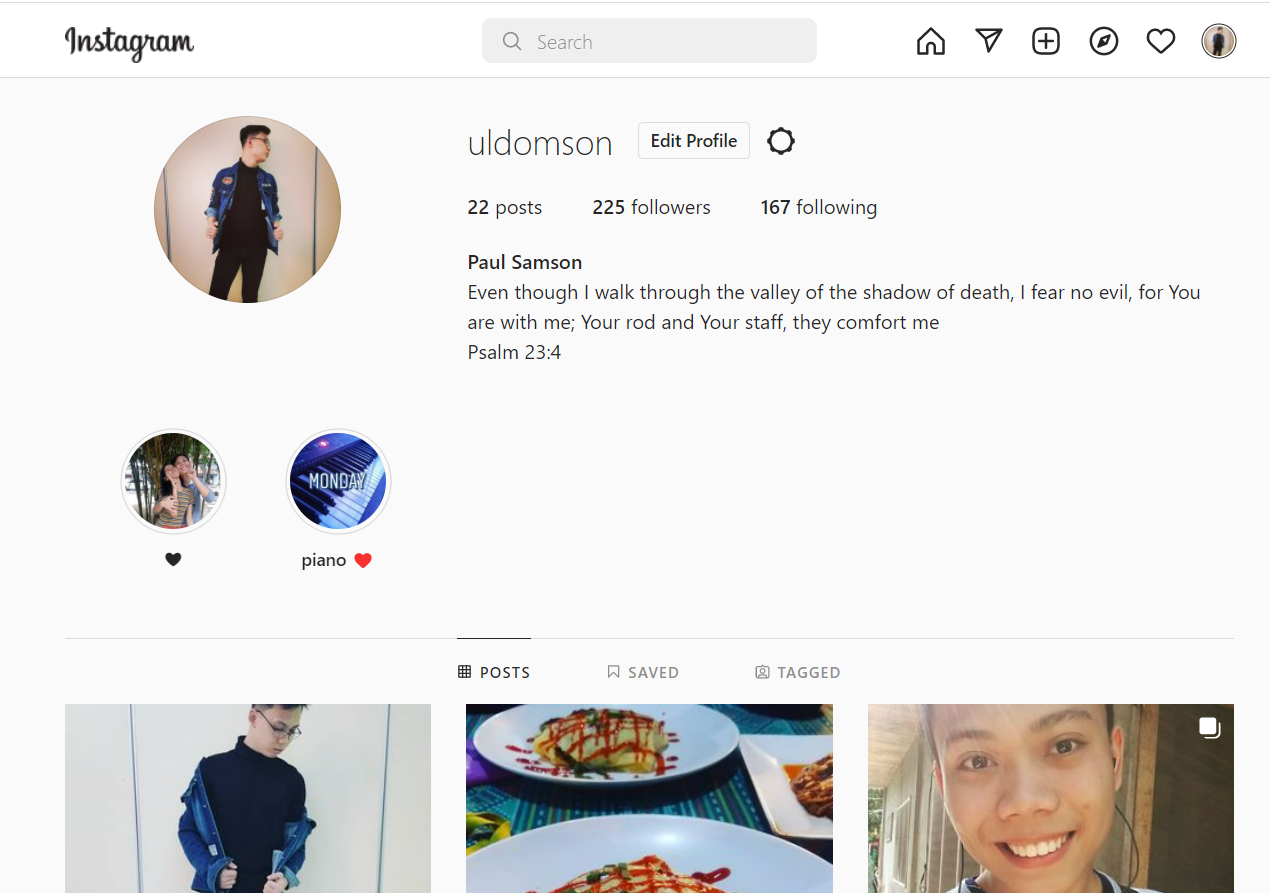 Instagram
Search
uldomson
Edit Profile
22 posts 225 followers 167 following
Paul Samson
Even though I walk through the valley of the shadow of death, I fear no evil, for You
are with me; Your rod and Your staff, they comfort me
Psalm 23:4
MONDAY
🖤
piano ❤️
POSTS SAVED TAGGED